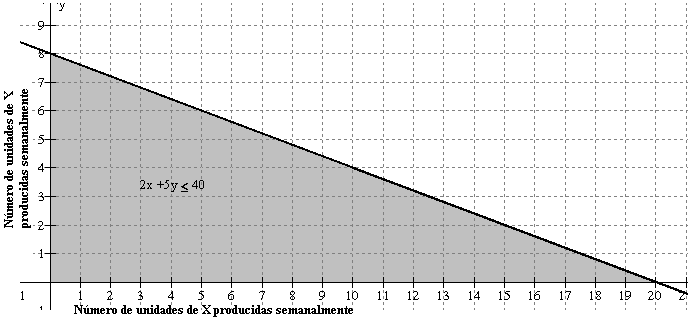 y
9
8
7
6
5
4
3
2
1
Número de unidades de X
producidas semanalmente
2x +5y ≤ 40
1 1 2 3 4 5 6 7 8 9 10 11 12 13 14 15 16 17 18 19 20
Número de unidades de X producidas semanalmente